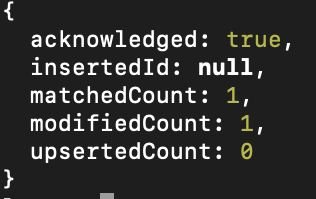 {
  acknowledged: true,
  insertedId: null,
  matchedCount: 1,
  modifiedCount: 1,
  upsertedCount: 0
}